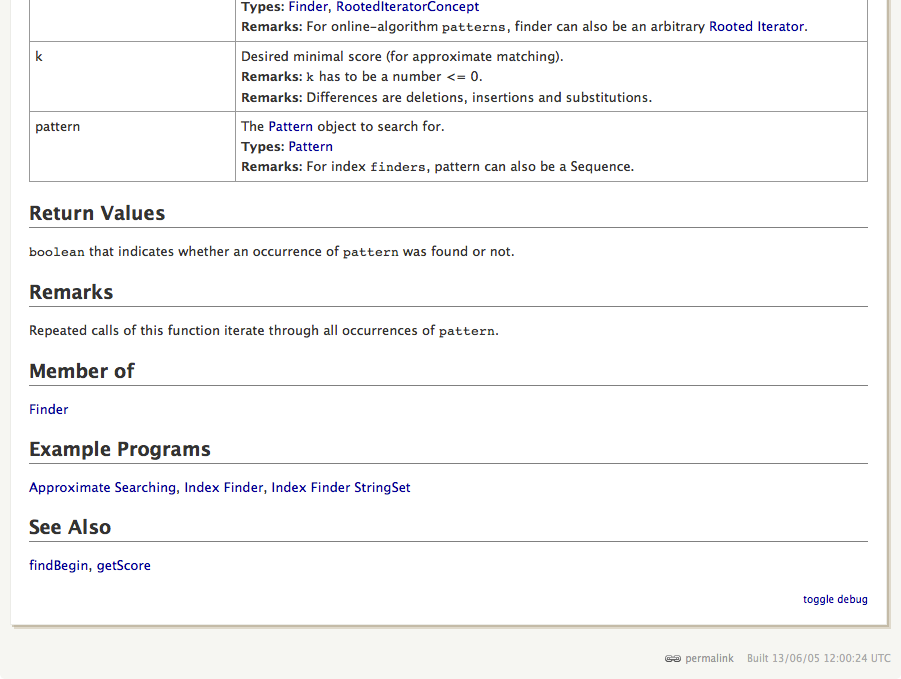 Types: Finder, RootedIteratorConcept
Remarks: For online-algorithm patterns, finder can also be an arbitrary Rooted Iterator.
k
Desired minimal score (for approximate matching).
Remarks: k has to be a number <= 0.
Remarks: Differences are deletions, insertions and substitutions.
pattern
The Pattern object to search for.
Types: Pattern
Remarks: For index finders, pattern can also be a Sequence.
Return Values
boolean that indicates whether an occurrence of pattern was found or not.
Remarks
Repeated calls of this function iterate through all occurrences of pattern.
Member of
Finder
Example Programs
Approximate Searching, Index Finder, Index Finder StringSet
See Also
findBegin, getScore
toggle debug
permalink Built 13/06/05 12:00:24 UTC